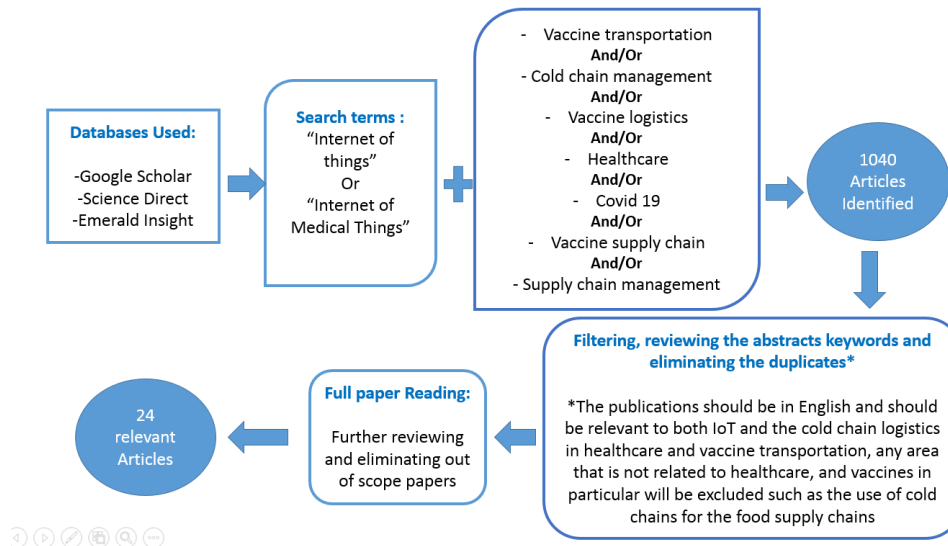 Databases Used:
-Google Scholar
-Science Direct
-Emerald Insight
Search terms :
“Internet of
things”
Or
“Internet of
Medical Things”
- Vaccine transportation
And/Or
- Cold chain management
And/Or
- Vaccine logistics
And/Or
- Healthcare
And/Or
- Covid 19
And/Or
- Vaccine supply chain
And/Or
- Supply chain management
1040
Articles
Identified
Filtering, reviewing the abstracts keywords and
eliminating the duplicates*
*The publications should be in English and should
be relevant to both IoT and the cold chain logistics
in healthcare and vaccine transportation, any area
that is not related to healthcare, and vaccines in
particular will be excluded such as the use of cold
chains for the food supply chains
Full paper Reading:
Further reviewing
and eliminating out
of scope papers
24
relevant
Articles